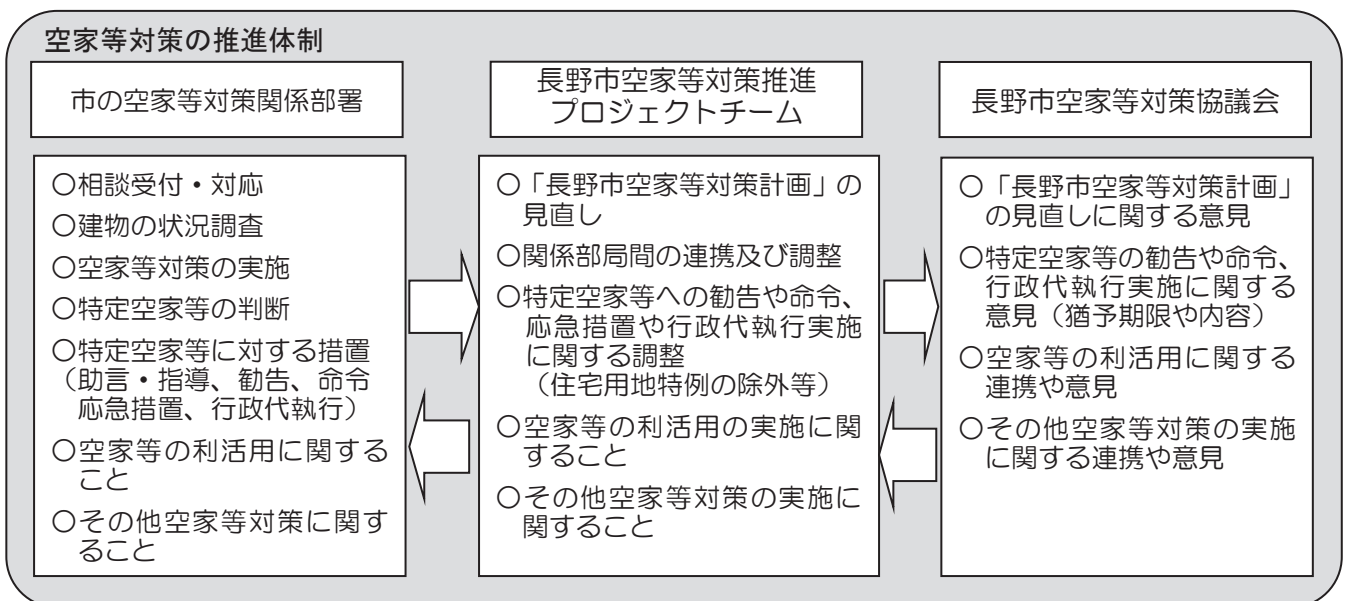 空家等対策の推進体制
市の空家等対策関係部署
○相談受付・対応
○建物の状況調査
○空家等対策の実施
○特定空家等の判断
○特定空家等に対する措置
（助言・指導、勧告、命令
応急措置、行政代執行）
○空家等の利活用に関する
こと
○その他空家等対策に関す
ること
長野市空家等対策推進
プロジェクトチーム
○「長野市空家等対策計画」の
見直し
○関係部局間の連携及び調整
○特定空家等への勧告や命令、
応急措置や行政代執行実施
に関する調整
（住宅用地特例の除外等）
○空家等の利活用の実施に関
すること
○その他空家等対策の実施に
関すること
長野市空家等対策協議会
○「長野市空家等対策計画」
の見直しに関する意見
○特定空家等の勧告や命令、
行政代執行実施に関する
意見（猶予期限や内容）
○空家等の利活用に関する
連携や意見
○その他空家等対策の実施
に関する連携や意見